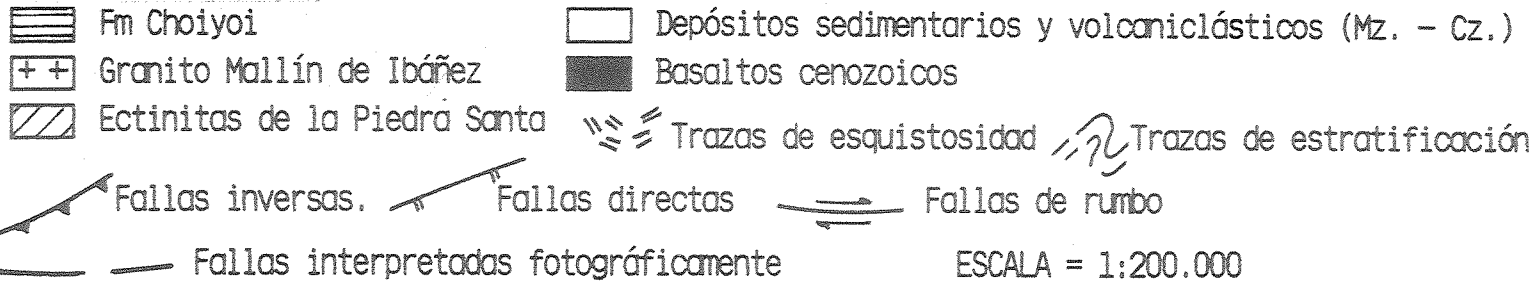 Fm Choiyoi Depósitos sedimentarios y volcaniclásticos (Mz. – Cz.)
Granito Mallín de Ibáñez Basaltos cenozoicos
Ectinitas de la Piedra Santa Trazas de esquistosidad Trazas de estratificación
Fallas inversas. Fallas directas Fallas de rumbo
Fallas interpretadas fotográficamente ESCALA = 1:200.000